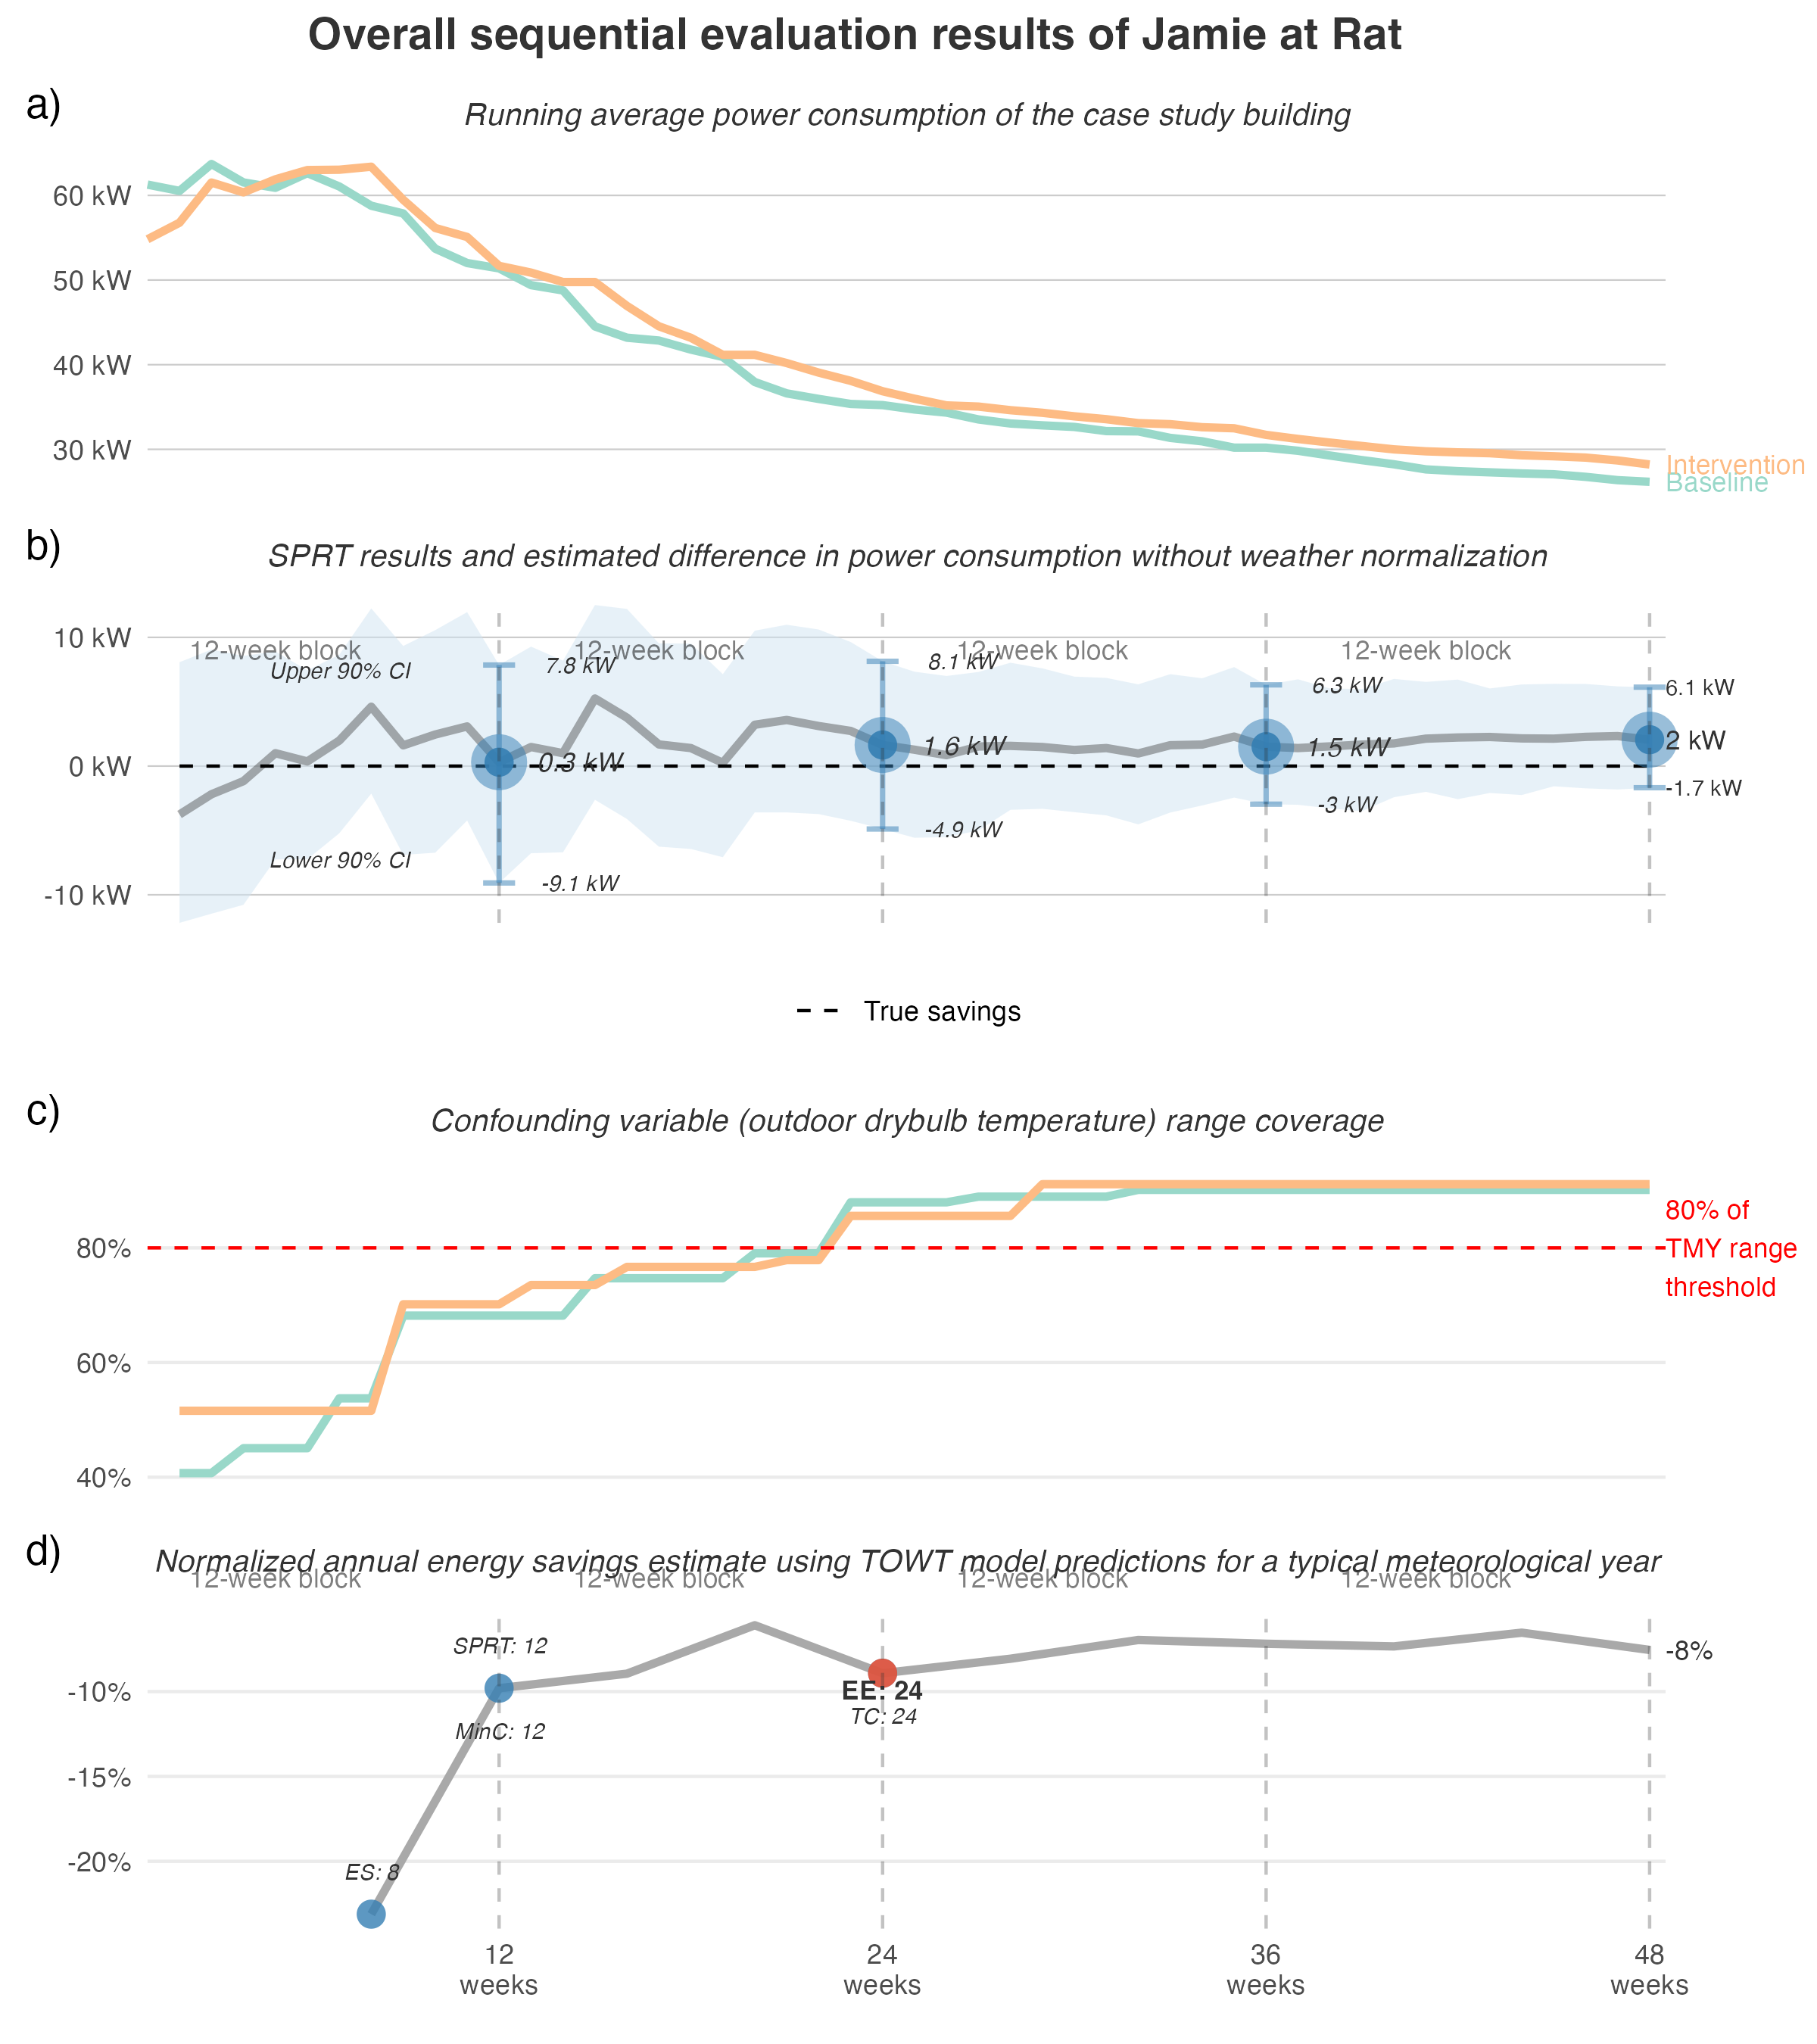 Overall sequential evaluation results of Jamie at Rat
a)
Running average power consumption of the case study building
60 kW
50 kW
40 kW
30 kW
Intervention
Baseline
b)
SPRT results and estimated difference in power consumption without weather normalization
10 kW
0 kW
-10 kW
12-week block
12-week block
12-week block
12-week block
Upper 90% CI
Lower 90% CI
7.8 kW
0.3 kW
-9.1 kW
8.1 kW
1.6 kW
-4.9 kW
6.3 kW
1.5 kW
-3 kW
6.1 kW
2 kW
-1.7 kW
True savings
c)
Confounding variable (outdoor drybulb temperature) range coverage
80%
60%
40%
80% of
TMY range
threshold
d)
Normalized annual energy savings estimate using TOWT model predictions for a typical meteorological year
12-week block
12-week block
12-week block
12-week block
-10%
-15%
-20%
SPRT: 12
MinC: 12
ES: 8
EE: 24
TC: 24
-8%
12
weeks
24
weeks
36
weeks
48
weeks